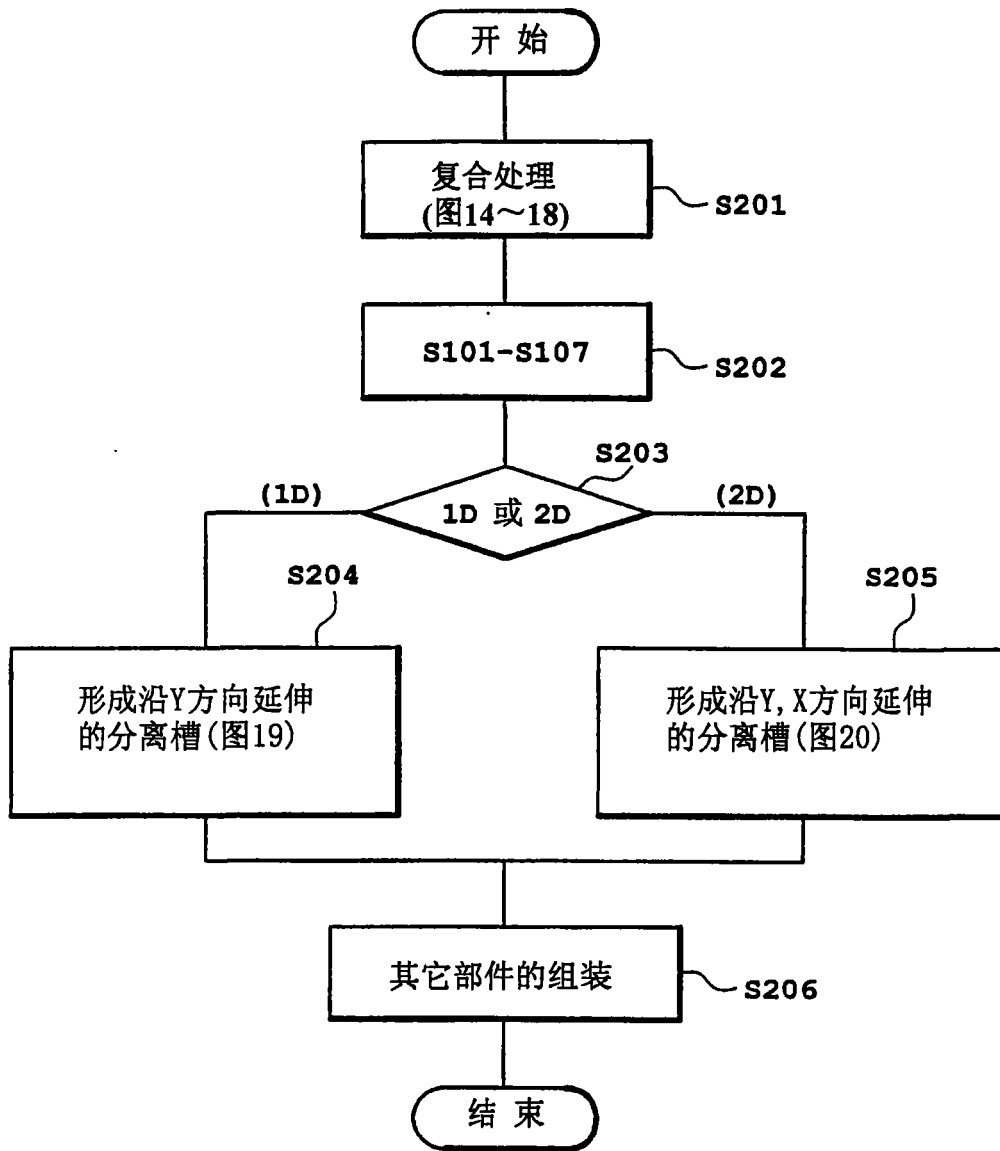 开 始
复合处理
(图14～18)
S201
S101-S107
S202
S203
(1D)
1D 或 2D
(2D)
S204
S205
形成沿Y方向延伸
的分离槽(图19)
形成沿Y,X方向延伸
的分离槽(图20)
其它部件的组装
S206
结 束